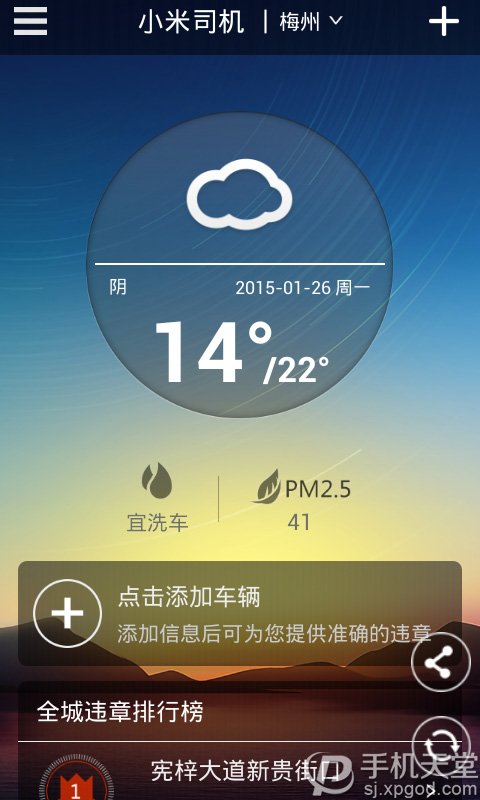 小米司机 | 梅州
阴 2015-01-26 周一
14°/22°
PM2.5
宜洗车 41
点击添加车辆
添加信息后可为您提供准确的违章
全城违章排行榜
1 宪梓大道新贵街口
手机天堂
sj.xpgod.com